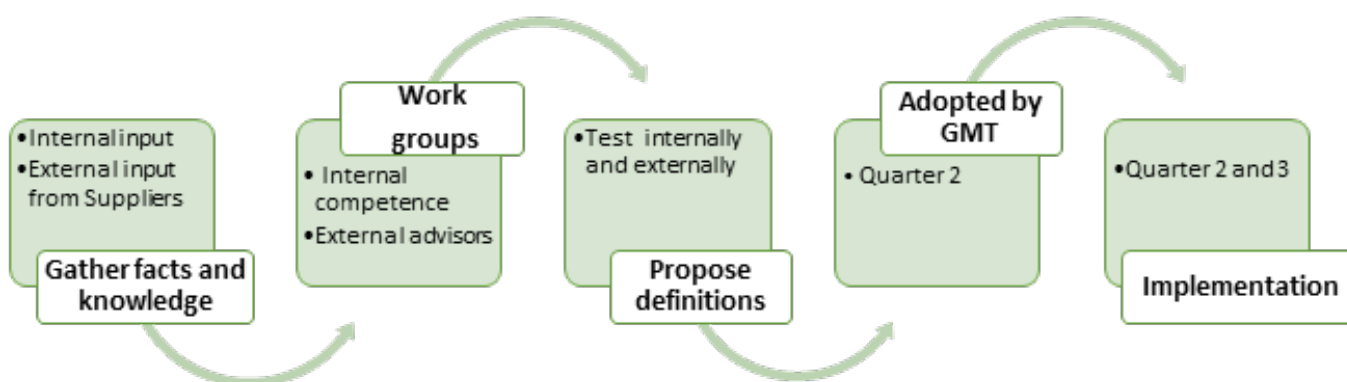 •Internal input
•External input
from Suppliers
Gather facts and
knowledge
Work
groups
• Internal
competence
•External advisors
•Test internally
and externally
Propose
definitions
Adopted by
GMT
• Quarter 2
•Quarter 2 and 3
Implementation